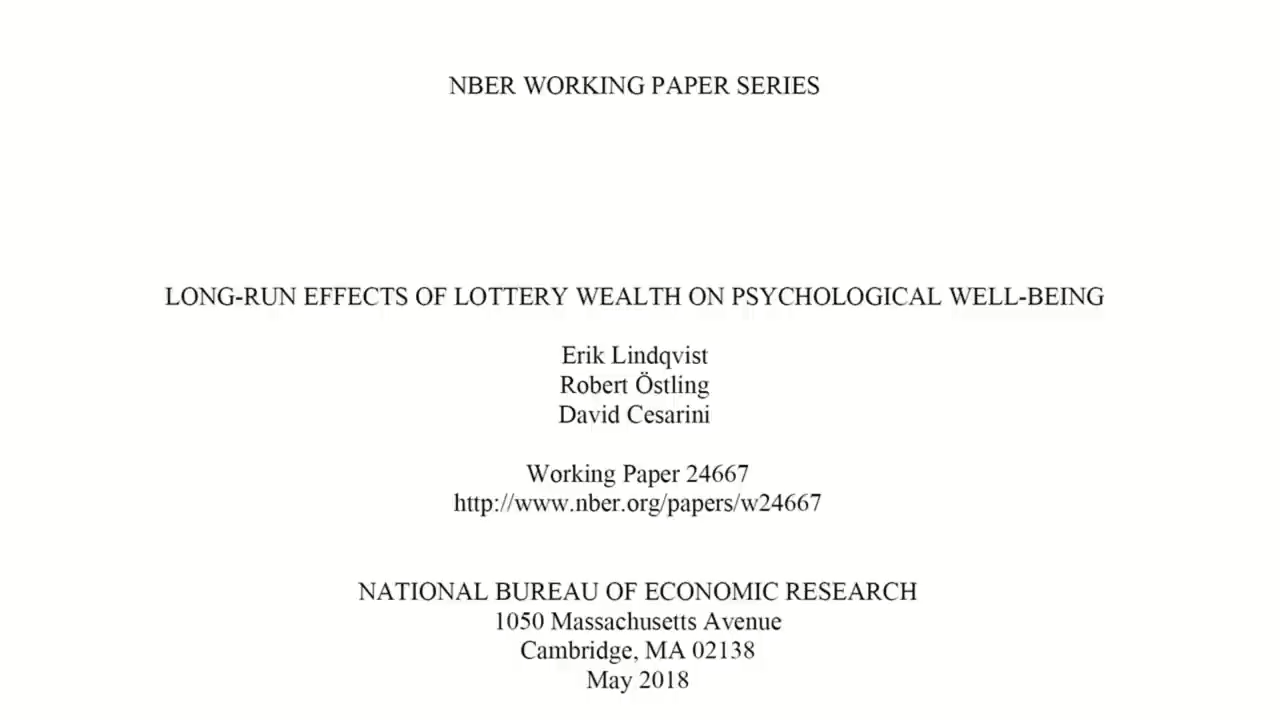 NBER WORKING PAPER SERIES
LONG-RUN EFFECTS OF LOTTERY WEALTH ON PSYCHOLOGICAL WELL-BEING
Erik Lindqvist
Robert Östling
David Cesarini
Working Paper 24667
http://www.nber.org/papers/w24667
NATIONAL BUREAU OF ECONOMIC RESEARCH
1050 Massachusetts Avenue
Cambridge, MA 02138
May 2018